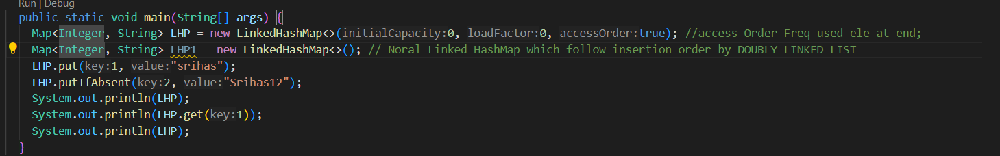 Run | Debug
public static void main(String[] args) {
Map<Integer, String> LHP = new LinkedHashMap<>(initialCapacity:0, loadFactor:0, accessOrder:true); //access Order Freq used ele at end;
Map<Integer, String> LHP1 = new LinkedHashMap<>(); // Noral Linked HashMap which follow insertion order by DOUBLY LINKED LIST
LHP.put(key:1, value:"srihas");
LHP.putIfAbsent(key:2, value:"Srihas12");
System.out.println(LHP);
System.out.println(LHP.get(key:1));
System.out.println(LHP);
}